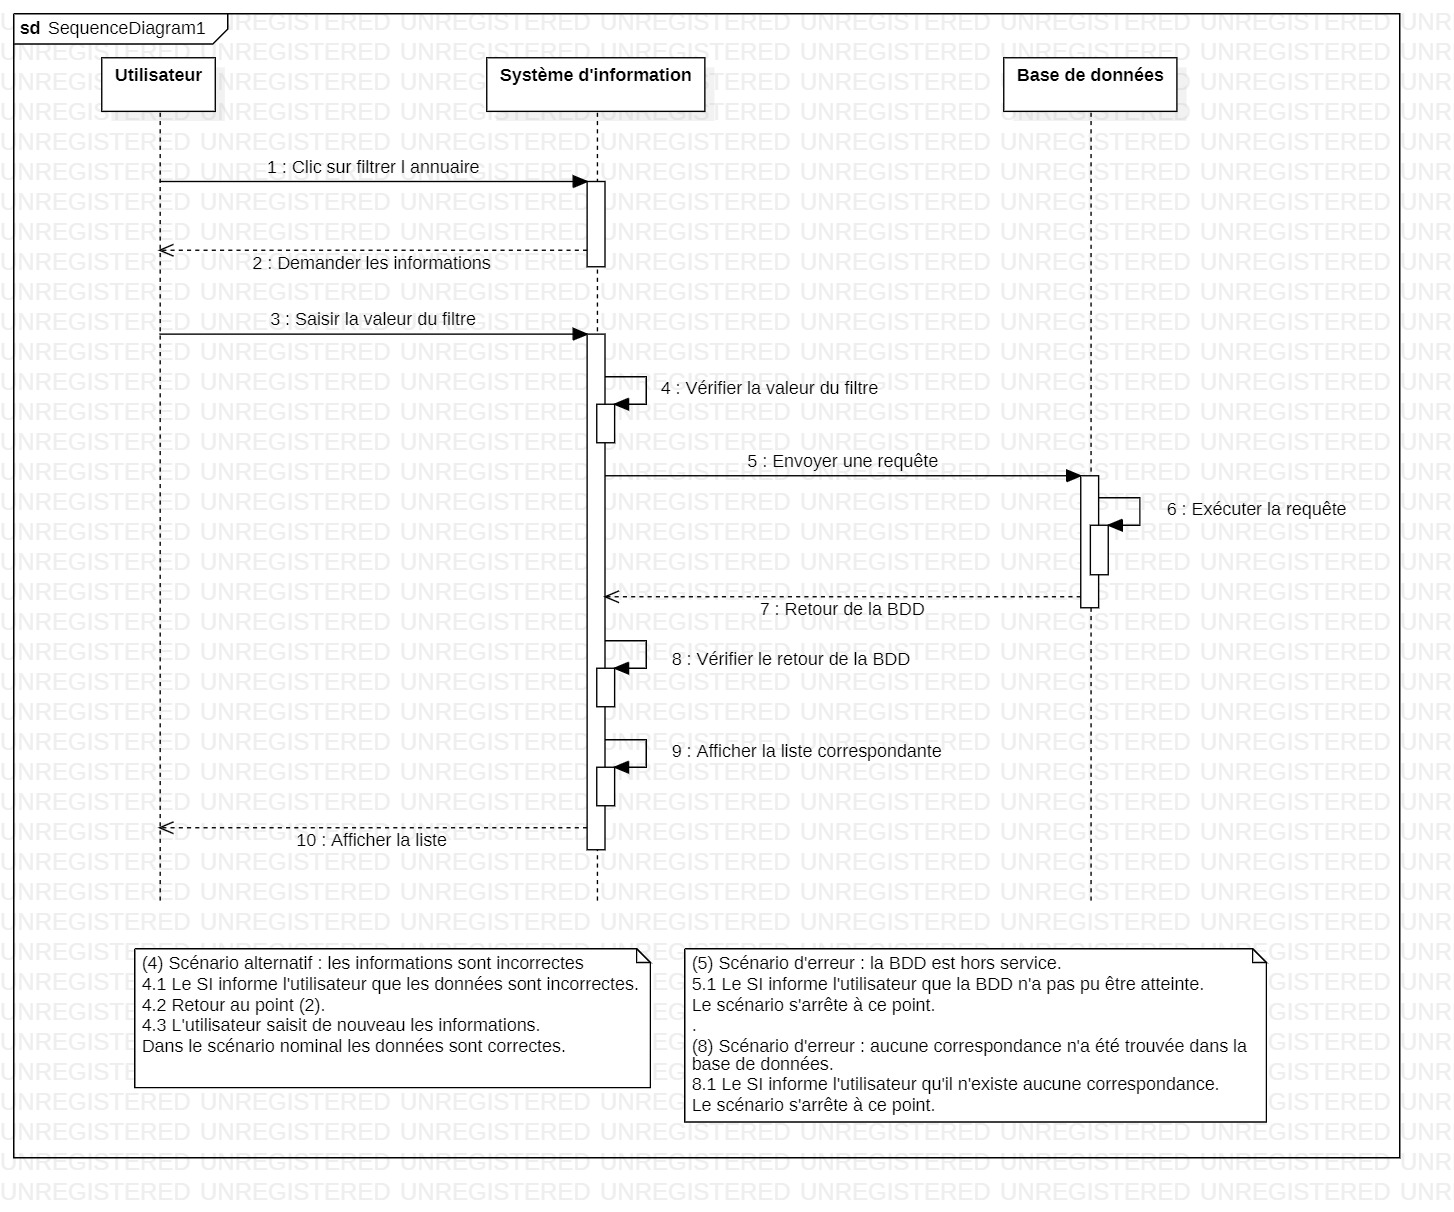 sd SequenceDiagram1
Utilisateur
Système d'information
Base de données
1 : Clic sur filtrer l annuaire
2 : Demander les informations
3 : Saisir la valeur du filtre
4 : Vérifier la valeur du filtre
5 : Envoyer une requête
6 : Exécuter la requête
7 : Retour de la BDD
8 : Vérifier le retour de la BDD
9 : Afficher la liste correspondante
10 : Afficher la liste
(4) Scénario alternatif : les informations sont incorrectes
4.1 Le SI informe l'utilisateur que les données sont incorrectes.
4.2 Retour au point (2).
4.3 L'utilisateur saisit de nouveau les informations.
Dans le scénario nominal les données sont correctes.
(5) Scénario d'erreur : la BDD est hors service.
5.1 Le SI informe l'utilisateur que la BDD n'a pas pu être atteinte.
Le scénario s'arrête à ce point.
.
(8) Scénario d'erreur : aucune correspondance n'a été trouvée dans la
base de données.
8.1 Le SI informe l'utilisateur qu'il n'existe aucune correspondance.
Le scénario s'arrête à ce point.
UNREGISTERED